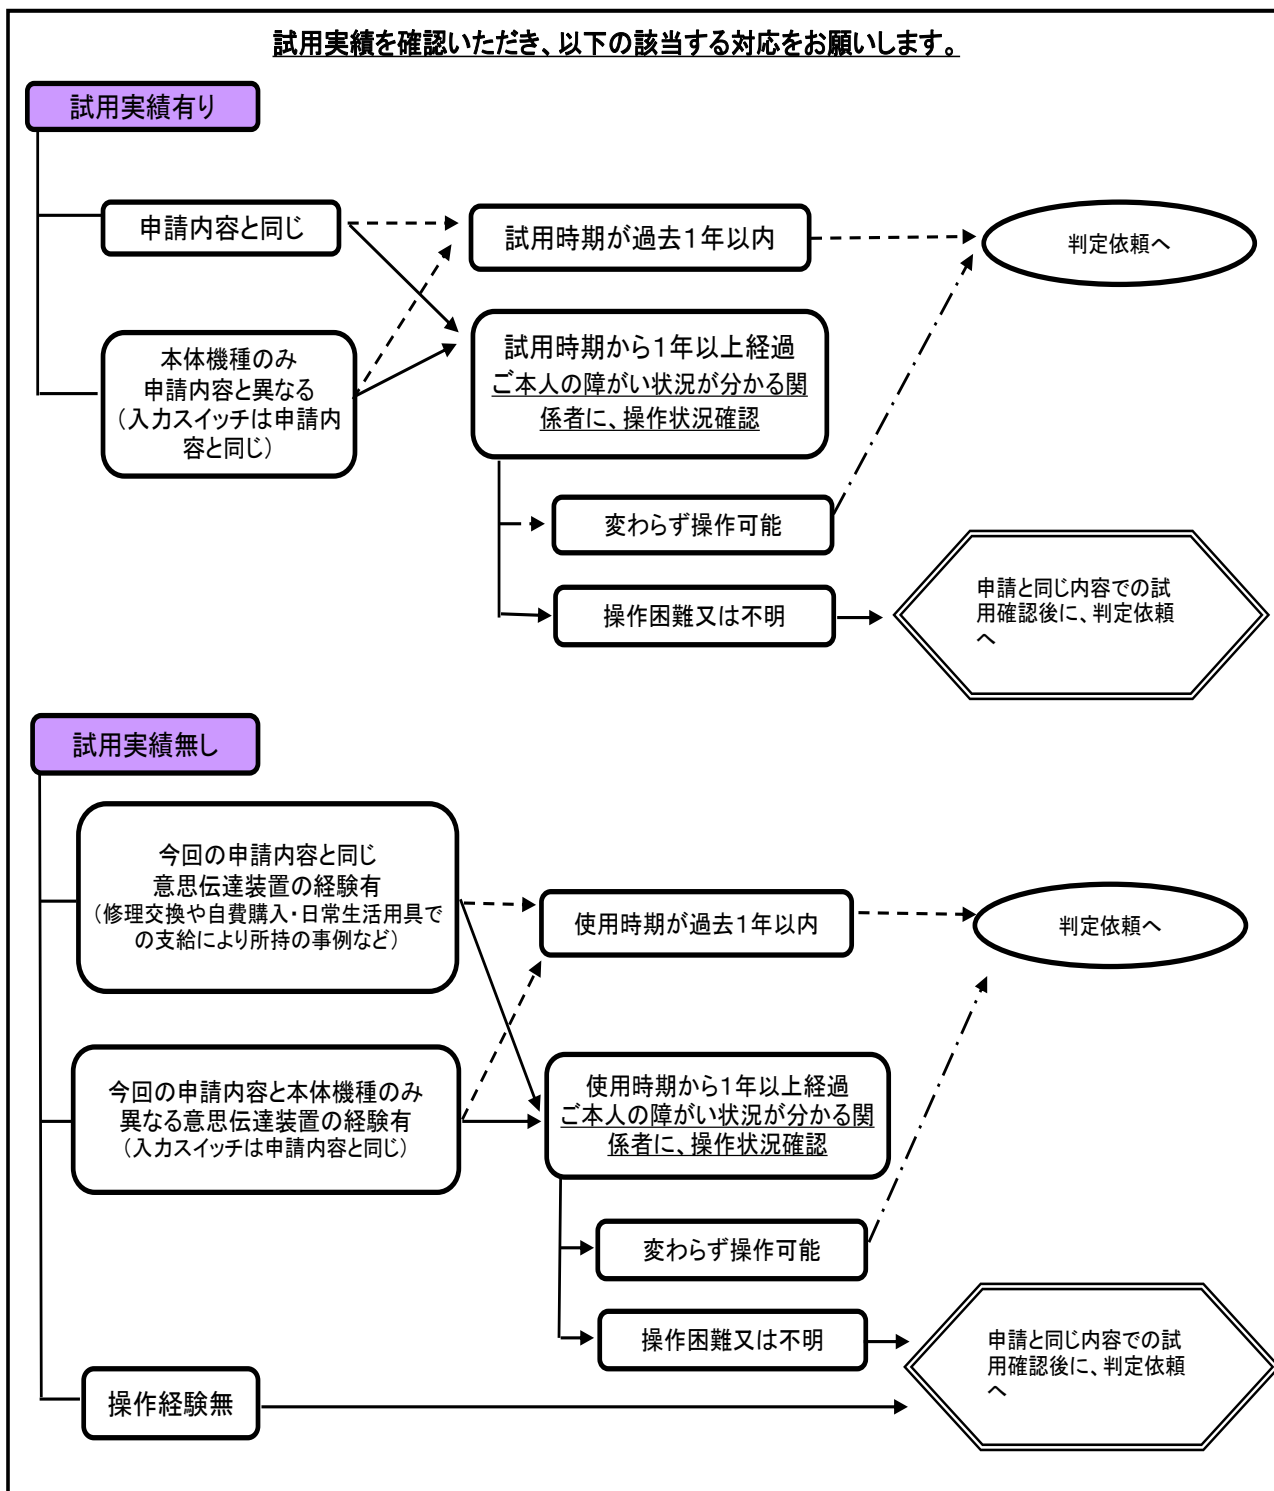 試用実績を確認いただき、以下の該当する対応をお願いします。
試用実績有り
申請内容と同じ
試用時期が過去1年以内
判定依頼へ
本体機種のみ
申請内容と異なる
（入力スイッチは申請内
容と同じ）
試用時期から1年以上経過
ご本人の障がい状況が分かる関
係者に、操作状況確認
変わらず操作可能
操作困難又は不明
申請と同じ内容での試
用確認後に、判定依頼
へ
試用実績無し
今回の申請内容と同じ
意思伝達装置の経験有
（修理交換や自費購入・日常生活用具で
の支給により所持の事例など）
使用時期が過去1年以内
判定依頼へ
今回の申請内容と本体機種のみ
異なる意思伝達装置の経験有
（入力スイッチは申請内容と同じ）
使用時期から1年以上経過
ご本人の障がい状況が分かる関
係者に、操作状況確認
変わらず操作可能
操作困難又は不明
申請と同じ内容での試
用確認後に、判定依頼
へ
操作経験無